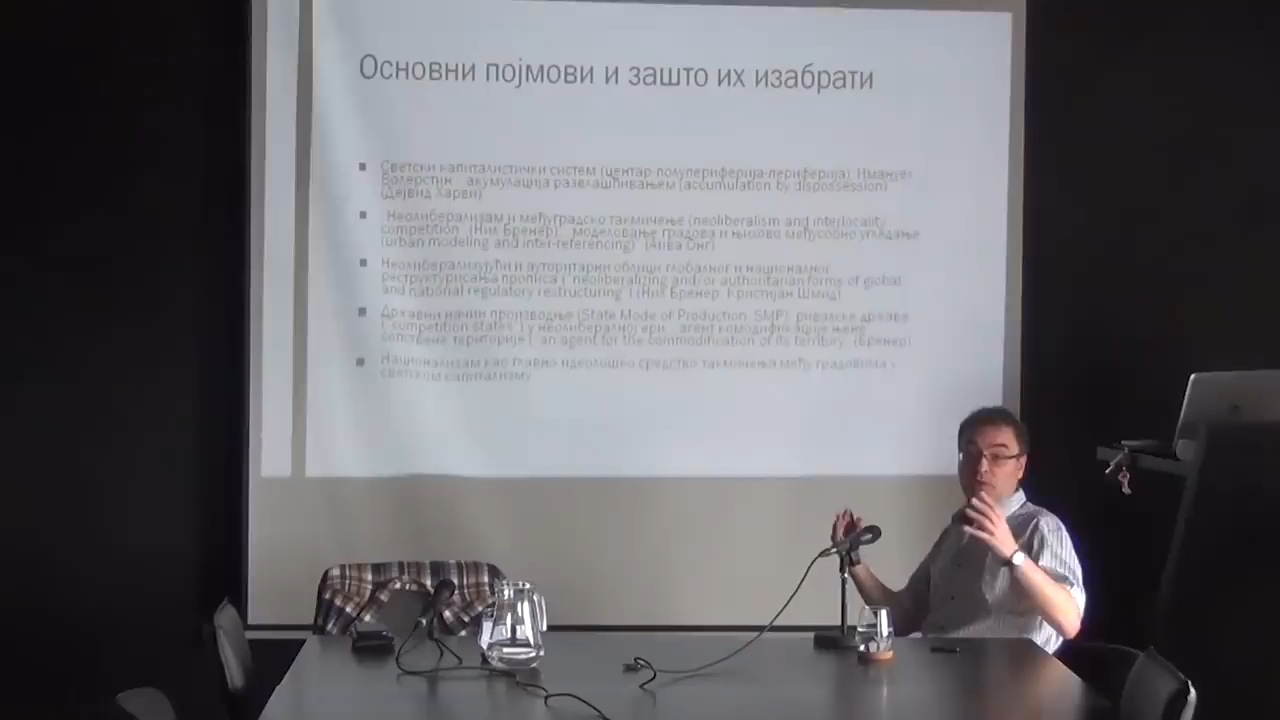 Основни појмови и зашто их изабрати
Светски капиталистички систем (центар-полупериферија-периферија) Имануел
Волерстин акумулација развлашћивањем (accumulation by dispossession)
(Дејвид Харви)
Неолиберализам и међуградско такмичење (neoliberalism and interlocality
competition (Нил Бренер) моделовање градова и њихово међусобно угледање
(urban modeling and inter-referencing) (Аива Онг)
Неолиберализујући и ауторитарни облици глобалног и националног
реструктурисања прописа ( neoliberalizing and/or authoritarian forms of global
and national regulatory restructuring ) (Нил Бренер Кристијан Шмид)
Државни начин производње (State Mode of Production, SMP) ривалске државе
( competition states ) у неолибералној ери агент комодификације њене
сопствене територије ( an agent for the commodification of its territory (Бренер)
Национализам као главно идеолошко средство такмичења међу градовима у
светском капитализму